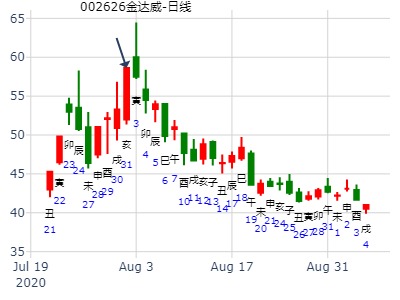 002626金达威-日线
65
60
55
50
45
40
35
丑
21
寅
22
卯
23
辰
24
未
27
申
28
酉
29
戌
30
亥
31
寅
3
卯
4
辰
5
巳
6
午
7
酉
10
戌
11
亥
12
子
13
丑
14
辰
17
巳
18
午
19
未
20
申
21
亥
24
子
25
丑
26
寅
27
卯
28
午
31
未
1
申
2
酉
3
戌
4
Jul 19
2020
Aug 3
Aug 17
Aug 31